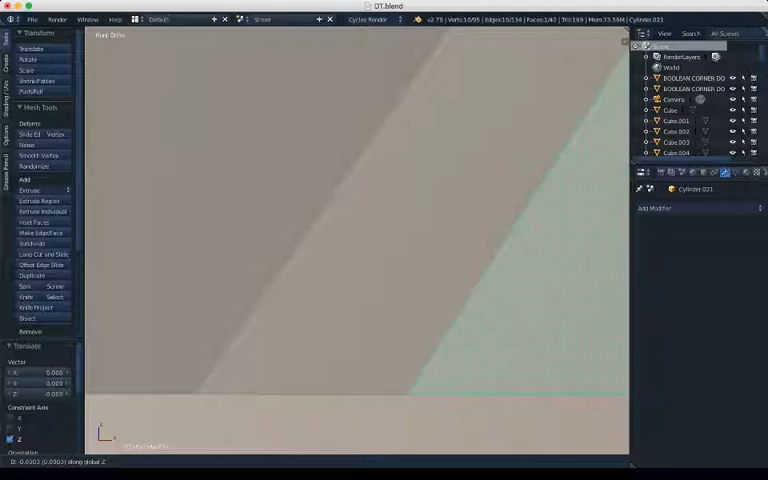 DT.blend
File Render Window Help Default Scene Cycles Render v2.75 | Verts:10/95 | Edges:10/134 | Faces:1/42 | Tris:169 | Mem:73.56M | Cylinder.021
Front Ortho
Transform
Translate
Rotate
Scale
Shrink/Fatten
Push/Pull
Mesh Tools
Deform:
Slide Ed Vertex
Noise
Smooth Vertex
Randomize
Add:
Extrude
Extrude Region
Extrude Individual
Inset Faces
Make Edge/Face
Subdivide
Loop Cut and Slide
Offset Edge Slide
Duplicate
Spin Screw
Knife Select
Knife Project
Bisect
Remove:
Translate
Vector
X: 0.000
Y: 0.000
Z: -0.005
Constraint Axis
X
Y
Z
Orientation
D: 0.0003 (0.0003) along global Z
Tools
Create
Shading / UVs
Options
Grease Pencil
View Search All Scenes
Scene
RenderLayers
World
BOOLEAN CORNER DO
BOOLEAN CORNER DO
Camera
Cube
Cube.001
Cube.002
Cube.003
Cube.004
Cylinder.021
Add Modifier